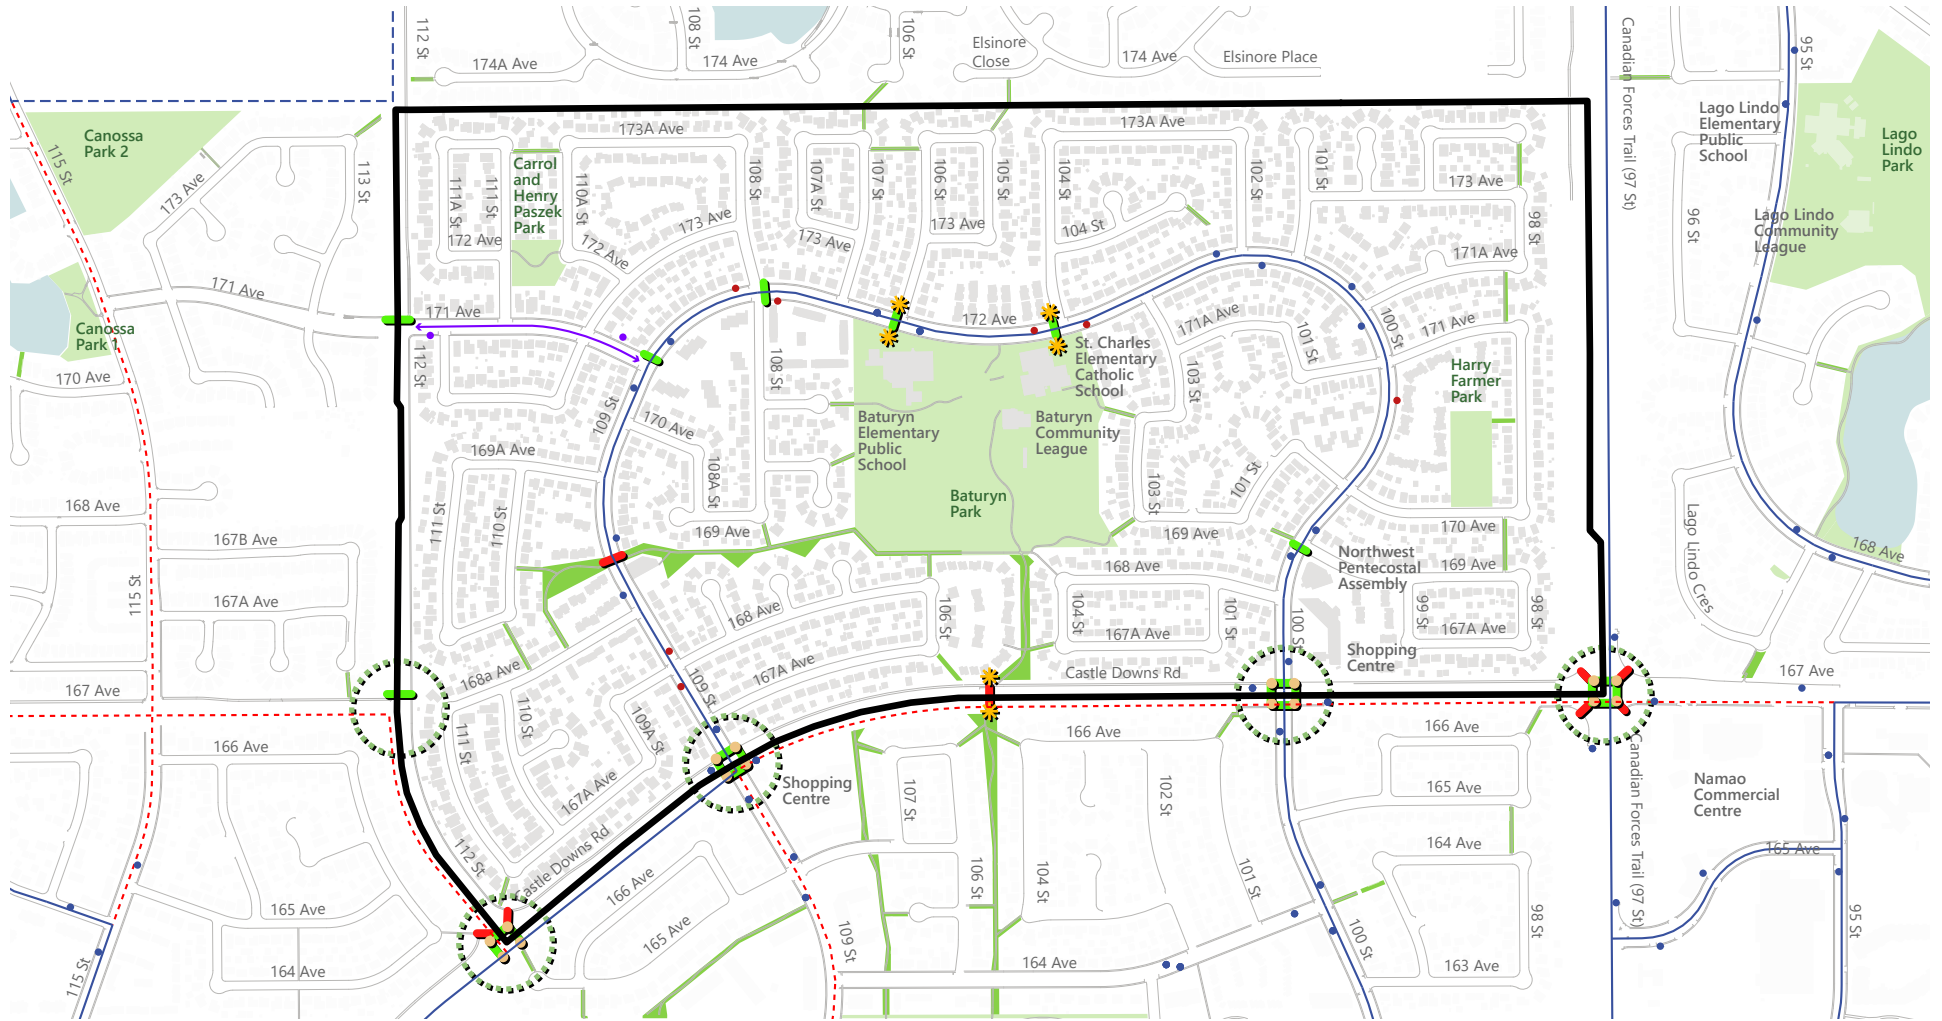 112 St
108 St
106 St
Elsinore
Close
174 Ave
Elsinore Place
174A Ave
174 Ave
Canadian Forces Trail (97 St)
95 St
Canossa
Park 2
115 St
173 Ave
113 St
173A Ave
173A Ave
Carrol
and
Henry
Paszek
Park
111A St
111 St
110A St
108 St
107A St
107 St
106 St
105 St
104 St
102 St
101 St
173 Ave
98 St
96 St
Lago Lindo
Elementary
Public
School
Lago
Lindo
Park
Lago Lindo
Community
League
172 Ave
172 Ave
173 Ave
173 Ave
173 Ave
104 St
171A Ave
171 Ave
Canossa
Park 1
170 Ave
171 Ave
112 St
109 St
108 St
172 Ave
171A Ave
101 St
100 St
171 Ave
St. Charles
Elementary
Catholic
School
103 St
Harry
Farmer
Park
170 Ave
Baturyn
Elementary
Public
School
Baturyn
Community
League
169A Ave
108A St
111 St
110 St
169 Ave
Baturyn
Park
103 St
101 St
169 Ave
170 Ave
168 Ave
167B Ave
Lago Lindo Cres
168 Ave
Northwest
Pentecostal
Assembly
169 Ave
168 Ave
115 St
167A Ave
168 Ave
106 St
104 St
167A Ave
101 St
100 St
99 St
98 St
167A Ave
Shopping
Centre
167 Ave
168a Ave
167A Ave
109 St
Castle Downs Rd
167 Ave
166 Ave
111 St
110 St
109A St
166 Ave
166 Ave
Canadian Forces Trail (97 St)
167A Ave
Shopping
Centre
107 St
102 St
165 Ave
Namao
Commercial
Centre
112 St
Castle Downs Rd
166 Ave
106 St
104 St
101 St
164 Ave
165 Ave
165 Ave
165 Ave
109 St
100 St
98 St
95 St
115 St
164 Ave
164 Ave
163 Ave